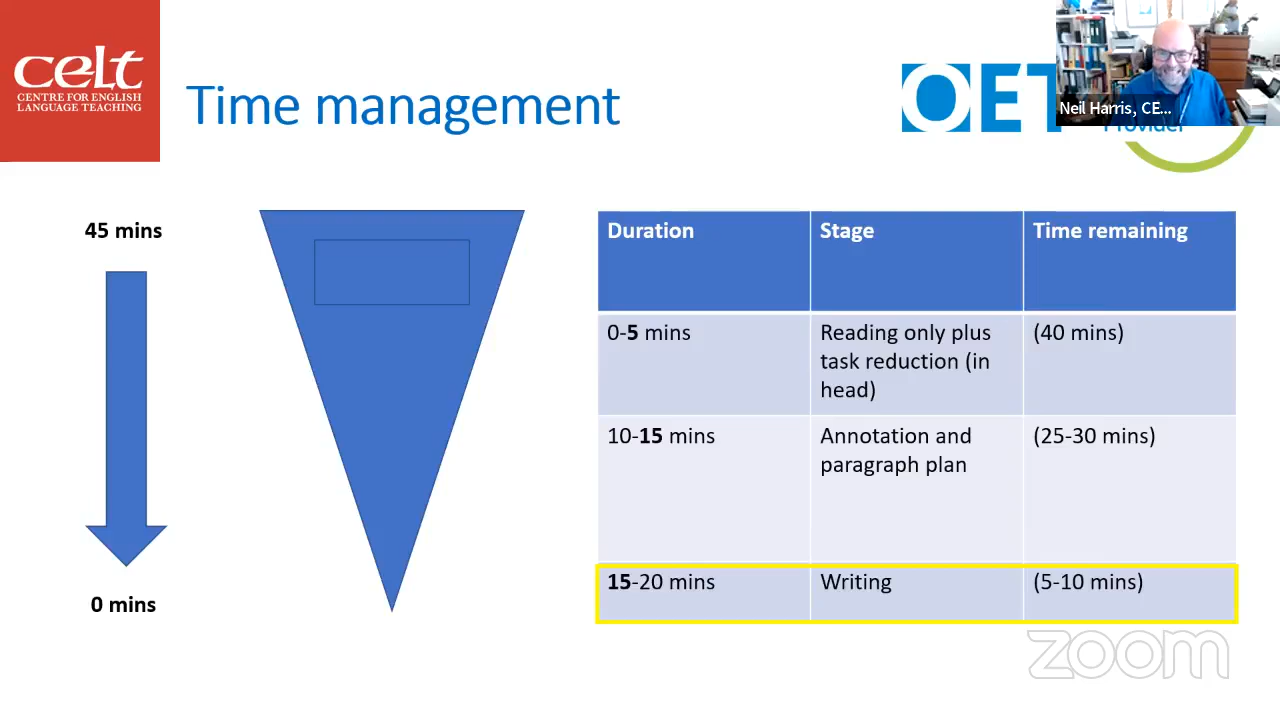 celt
CENTRE FOR ENGLISH
LANGUAGE TEACHING
Time management
OET
Provider
Neil Harris, CE...
45 mins
0 mins
Duration Stage Time remaining
0-5 mins Reading only plus (40 mins)
task reduction (in
head)
10-15 mins Annotation and (25-30 mins)
paragraph plan
15-20 mins Writing (5-10 mins)
zoom